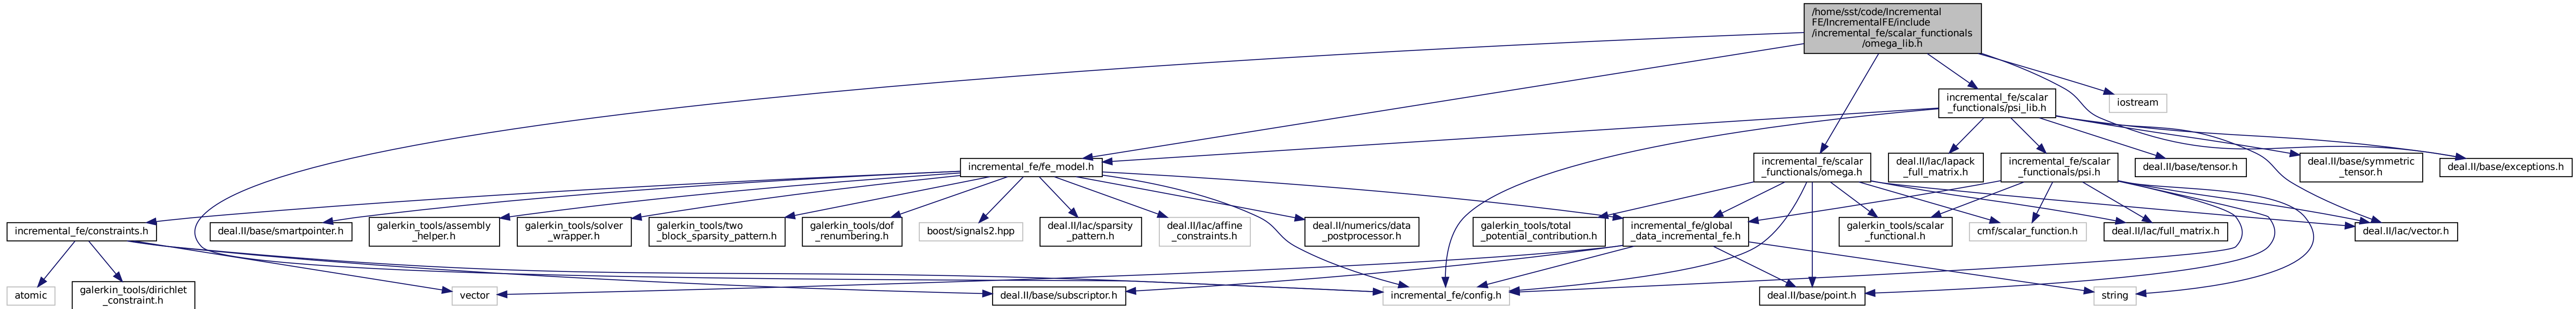 /home/sst/code/Incremental
FE/IncrementalFE/include
/incremental_fe/scalar_functionals
/omega_lib.h
incremental_fe/scalar
_functionals/psi_lib.h
iostream
incremental_fe/fe_model.h
incremental_fe/scalar
_functionals/omega.h
deal.II/lac/lapack
_full_matrix.h
incremental_fe/scalar
_functionals/psi.h
deal.II/base/tensor.h
deal.II/base/symmetric
_tensor.h
deal.II/base/exceptions.h
incremental_fe/constraints.h
deal.II/base/smartpointer.h
galerkin_tools/assembly
_helper.h
galerkin_tools/solver
_wrapper.h
galerkin_tools/two
_block_sparsity_pattern.h
galerkin_tools/dof
_renumbering.h
boost/signals2.hpp
deal.II/lac/sparsity
_pattern.h
deal.II/lac/affine
_constraints.h
deal.II/numerics/data
_postprocessor.h
galerkin_tools/total
_potential_contribution.h
incremental_fe/global
_data_incremental_fe.h
galerkin_tools/scalar
_functional.h
cmf/scalar_function.h
deal.II/lac/full_matrix.h
deal.II/lac/vector.h
atomic
galerkin_tools/dirichlet
_constraint.h
vector
deal.II/base/subscriptor.h
incremental_fe/config.h
deal.II/base/point.h
string